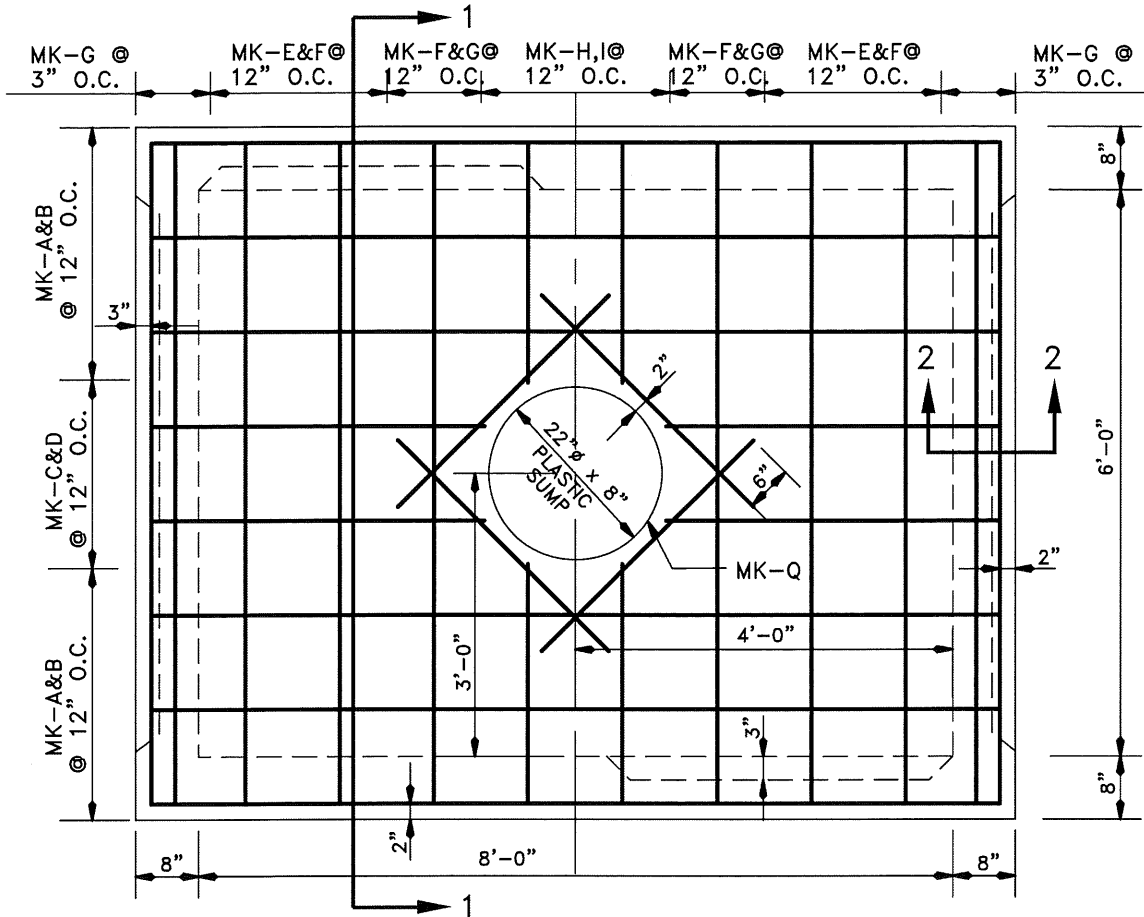 1
MK-G @
3" O.C.
MK-E&F@
12" O.C.
MK-F&G@
12" O.C.
MK-H,I@
12" O.C.
MK-F&G@
12" O.C.
MK-E&F@
12" O.C.
MK-G @
3" O.C.
8"
MK-A&B
@ 12" O.C.
3"
2"
2
2
22"ø x 8"
PLASTIC
SUMP
6"
6'-0"
MK-C&D
@ 12" O.C.
MK-Q
2"
4'-0"
3'-0"
MK-A&B
@ 12" O.C.
3"
8"
2"
8"
8'-0"
8"
1